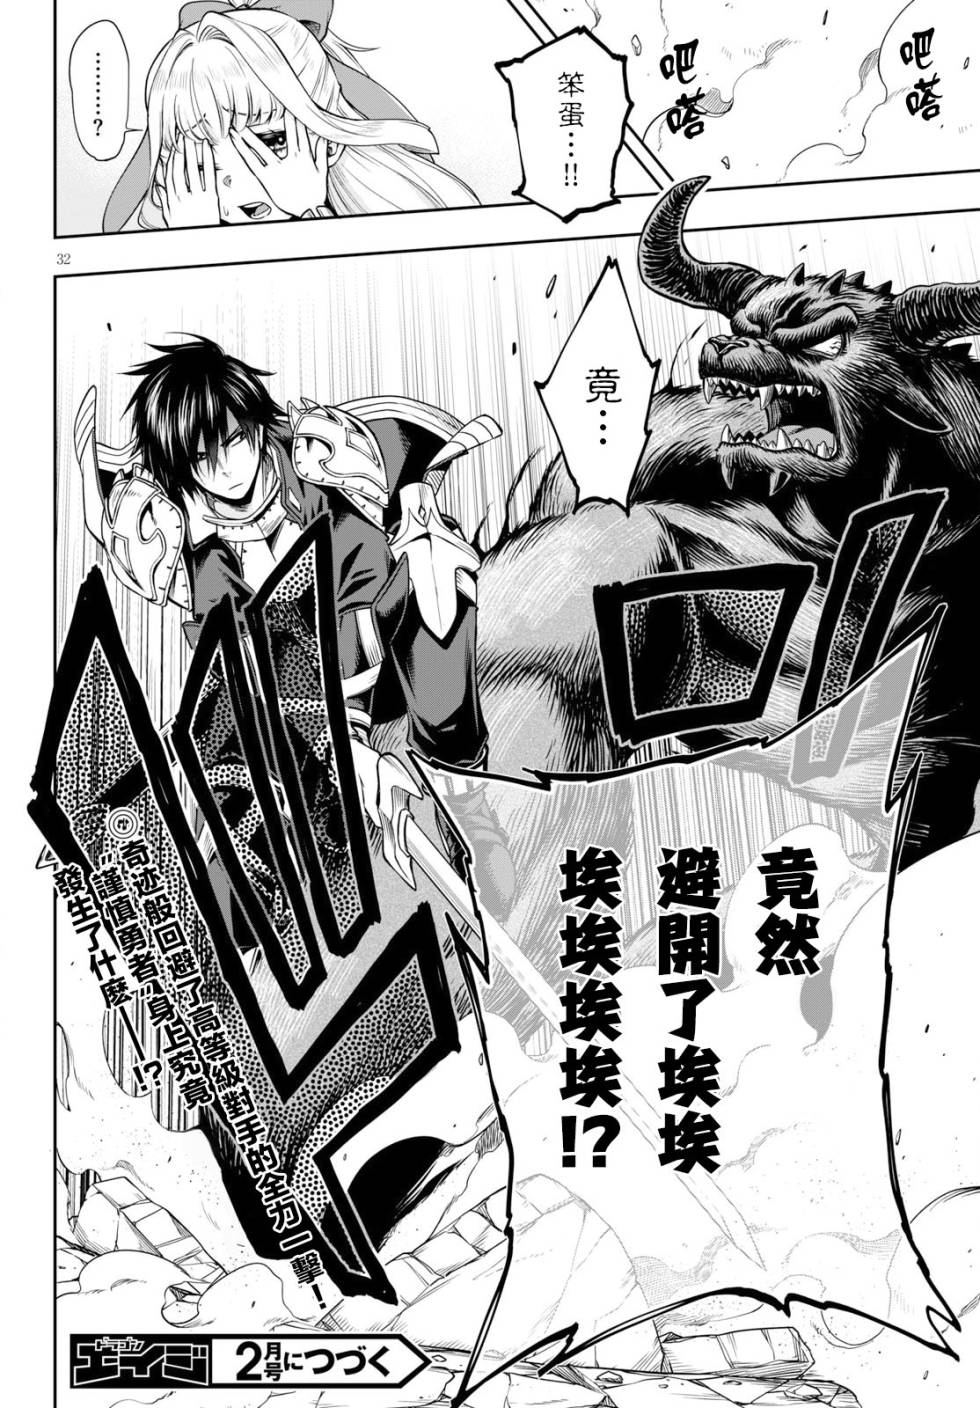 吧嗒
吧嗒
笨蛋…!!
……?
32
竟…
竟然
避開了埃埃
埃埃埃埃!?
◎奇迹般回避了高等級對手的全力一擊!
"謹慎勇者"身上究竟
發生了什麽——!?
ドラゴン
エイジ
2月号につづく